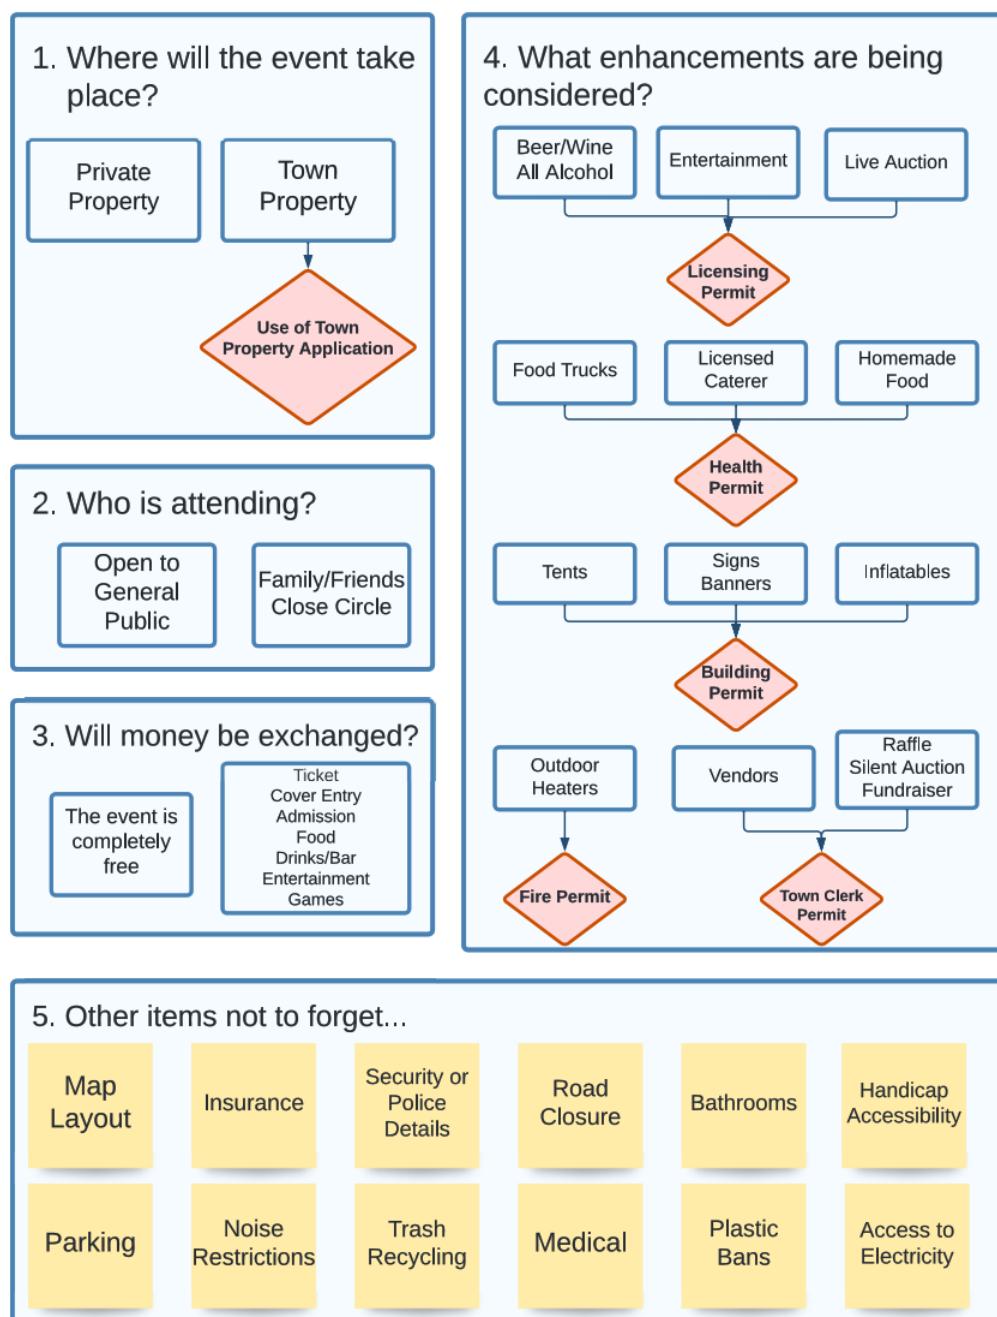 1. Where will the event take
place?
Private
Property
Town
Property
Use of Town
Property Application
2. Who is attending?
Open to
General
Public
Family/Friends
Close Circle
3. Will money be exchanged?
The event is
completely
free
Ticket
Cover Entry
Admission
Food
Drinks/Bar
Entertainment
Games
4. What enhancements are being
considered?
Beer/Wine
All Alcohol
Entertainment
Live Auction
Licensing
Permit
Food Trucks
Licensed
Caterer
Homemade
Food
Health
Permit
Tents
Signs
Banners
Inflatables
Building
Permit
Outdoor
Heaters
Vendors
Raffle
Silent Auction
Fundraiser
Fire Permit
Town Clerk
Permit
5. Other items not to forget...
Map
Layout
Insurance
Security or
Police
Details
Road
Closure
Bathrooms
Handicap
Accessibility
Parking
Noise
Restrictions
Trash
Recycling
Medical
Plastic
Bans
Access to
Electricity